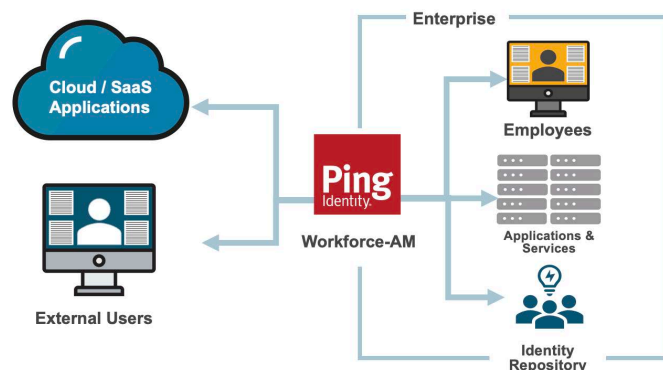 Enterprise
Cloud / SaaS
Applications
Employees
Ping
Identity.
Workforce-AM
Applications &
Services
External Users
Identity
Repository